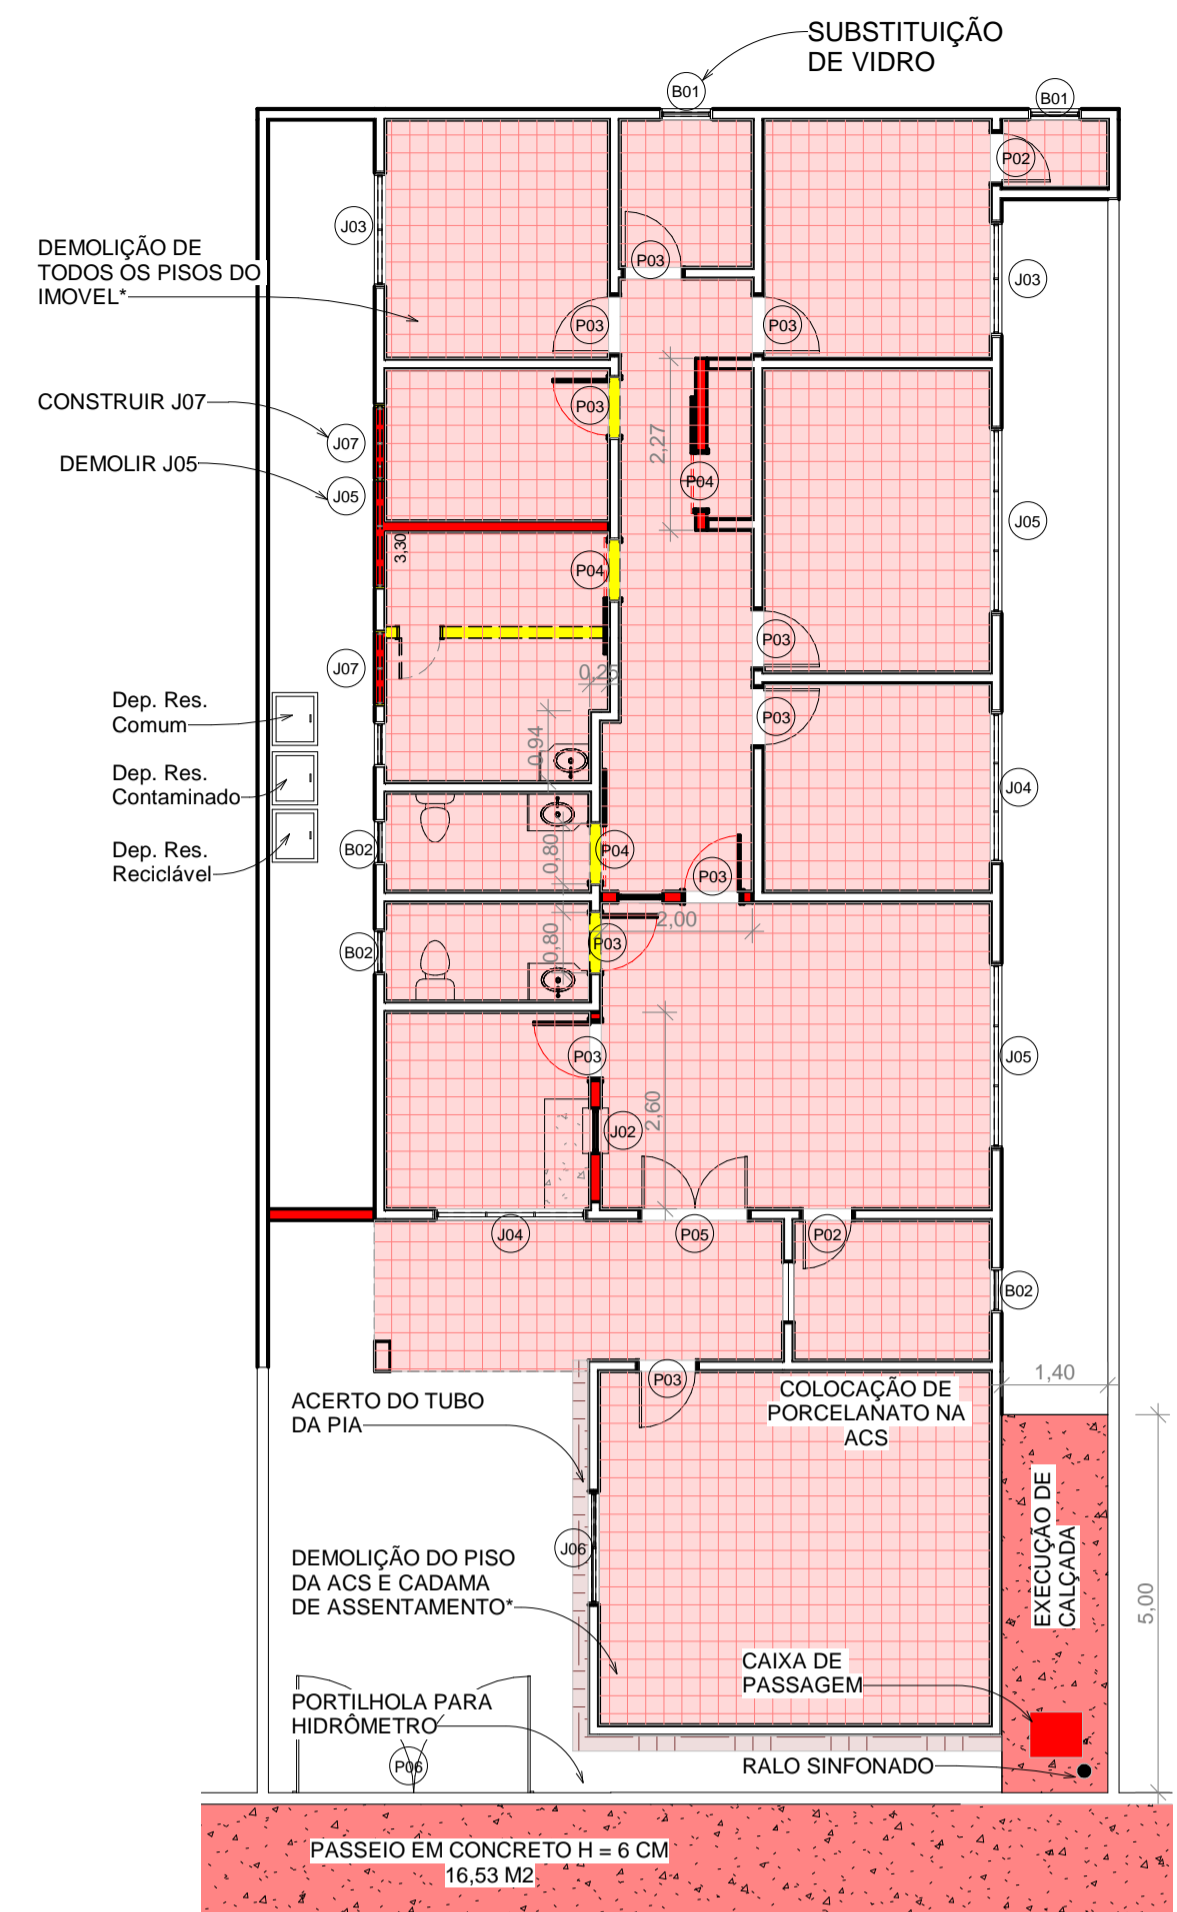 SUBSTITUIÇÃO
DE VIDRO
B01
B01
P02
J03
DEMOLIÇÃO DE
TODOS OS PISOS DO
IMOVEL*
P03
J03
P03
P03
CONSTRUIR J07
P03
J07
2,27
DEMOLIR J05
J05
P04
J05
3,30
P04
P03
J07
0,25
Dep. Res.
Comum
P03
0,94
Dep. Res.
Contaminado
J04
Dep. Res.
Reciclável
B02
0,80
P04
P03
2,00
B02
0,80
P03
P03
J05
2,60
J02
J04
P05
P02
B02
1,40
P03
COLOCAÇÃO DE
PORCELANATO NA
ACS
ACERTO DO TUBO
DA PIA
EXECUÇÃO DE
CALÇADA
5,00
J06
DEMOLIÇÃO DO PISO
DA ACS E CADAMA
DE ASSENTAMENTO*
CAIXA DE
PASSAGEM
PORTILHOLA PARA
HIDRÔMETRO
P06
RALO SINFONADO
PASSEIO EM CONCRETO H = 6 CM
16,53 M2